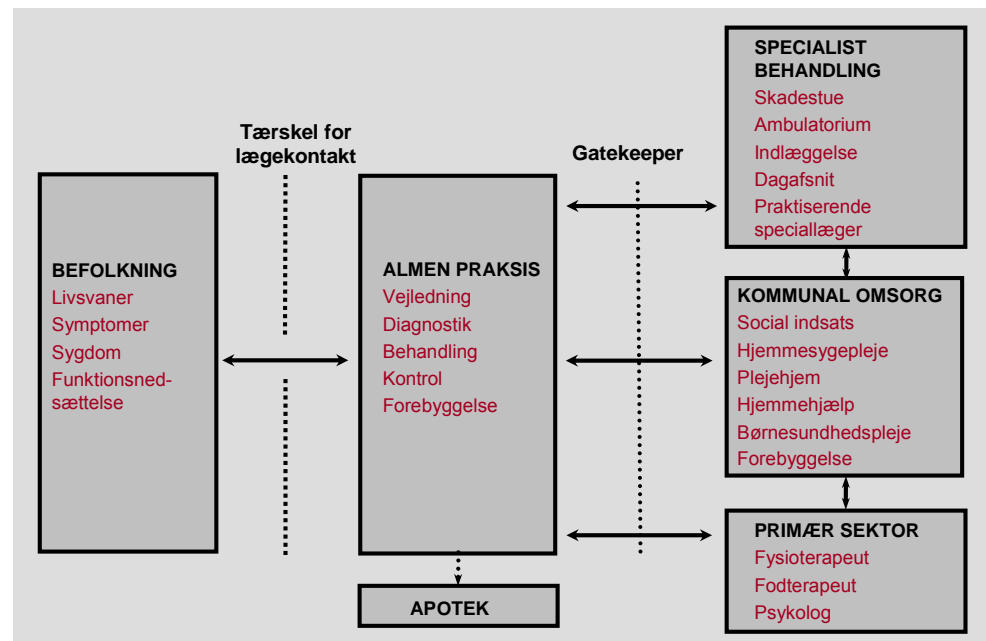 Tærskel for
lægekontakt
Gatekeeper
BEFOLKNING
Livsvaner
Symptomer
Sygdom
Funktionsned-
sættelse
ALMEN PRAKSIS
Vejledning
Diagnostik
Behandling
Kontrol
Forebyggelse
APOTEK
SPECIALIST
BEHANDLING
Skadestue
Ambulatorium
Indlæggelse
Dagafsnit
Praktiserende
speciallæger
KOMMUNAL OMSORG
Social indsats
Hjemmesygepleje
Plejehjem
Hjemmehjælp
Børnesundhedspleje
Forebyggelse
PRIMÆR SEKTOR
Fysioterapeut
Fodterapeut
Psykolog